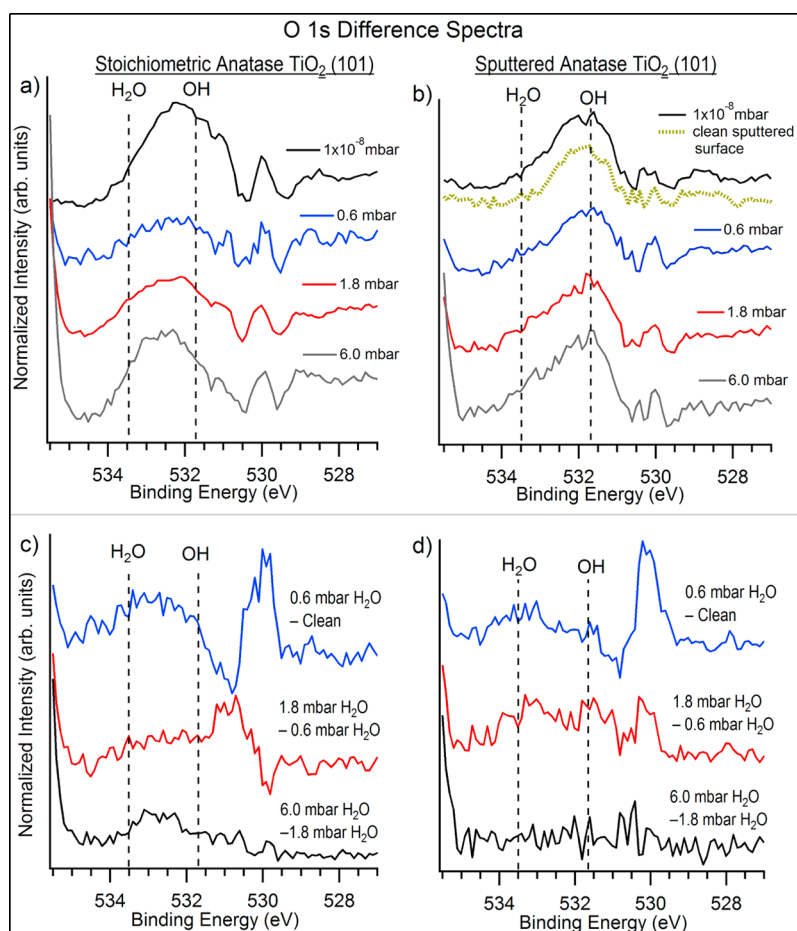 O 1s Difference Spectra
Stoichiometric Anatase TiO₂ (101)
a)
H₂O
OH
1x10⁻⁸ mbar
0.6 mbar
1.8 mbar
6.0 mbar
Normalized Intensity (arb. units)
534
532
530
528
Binding Energy (eV)
Sputtered Anatase TiO₂ (101)
b)
H₂O
OH
1x10⁻⁸ mbar
clean sputtered
surface
0.6 mbar
1.8 mbar
6.0 mbar
534
532
530
528
Binding Energy (eV)
c)
H₂O
OH
0.6 mbar H₂O
– Clean
1.8 mbar H₂O
– 0.6 mbar H₂O
6.0 mbar H₂O
–1.8 mbar H₂O
Normalized Intensity (arb. units)
534
532
530
528
Binding Energy (eV)
d)
H₂O
OH
0.6 mbar H₂O
– Clean
1.8 mbar H₂O
– 0.6 mbar H₂O
6.0 mbar H₂O
–1.8 mbar H₂O
534
532
530
528
Binding Energy (eV)